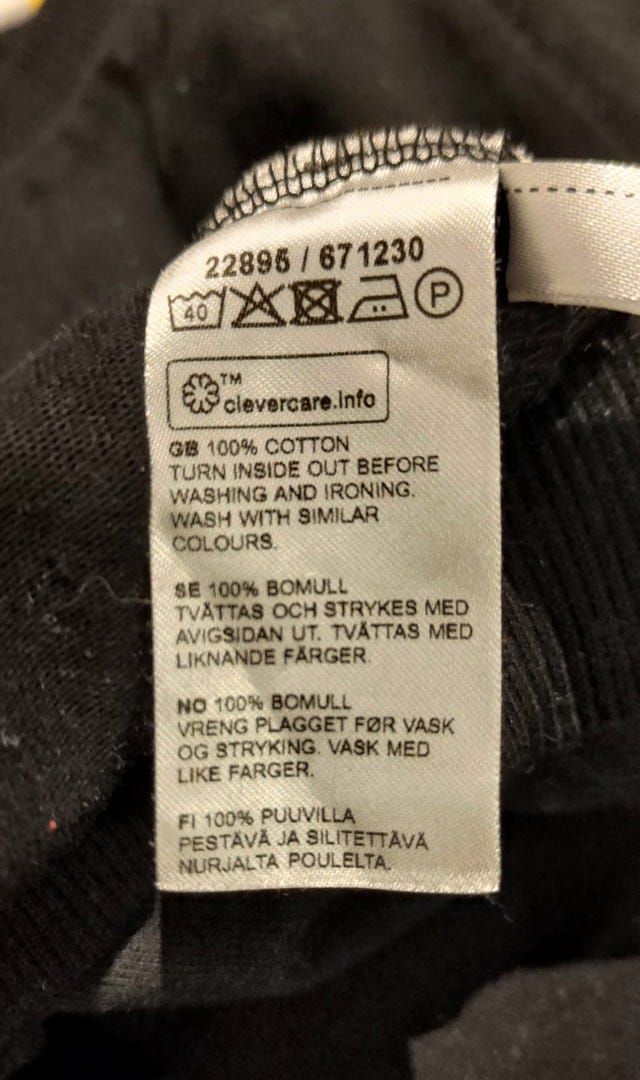 22895 / 671230
40 P
™
clevercare.info
GB 100% COTTON
TURN INSIDE OUT BEFORE
WASHING AND IRONING.
WASH WITH SIMILAR
COLOURS.
SE 100% BOMULL
TVÄTTAS OCH STRYKES MED
AVIGSIDAN UT. TVÄTTAS MED
LIKNANDE FÄRGER.
NO 100% BOMULL
VRENG PLAGGET FØR VASK
OG STRYKING. VASK MED
LIKE FARGER.
FI 100% PUUVILLA
PESTÄVÄ JA SILITETTÄVÄ
NURJALTA POULELTA.